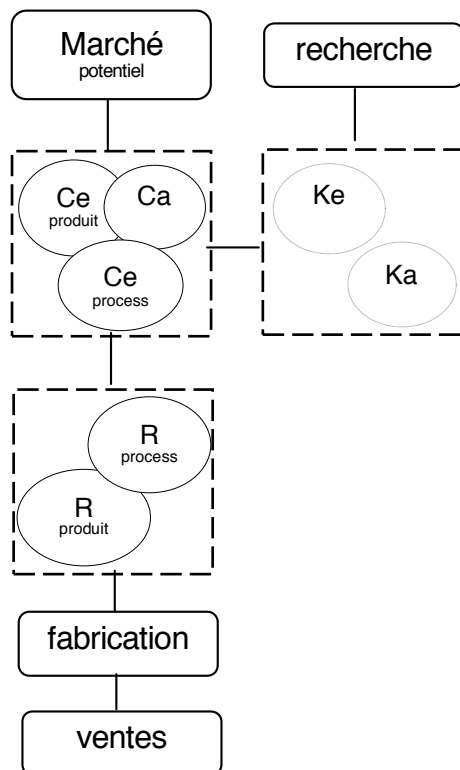 Marché
potentiel
recherche
Ce
produit
Ca
Ce
process
Ke
Ka
R
process
R
produit
fabrication
ventes